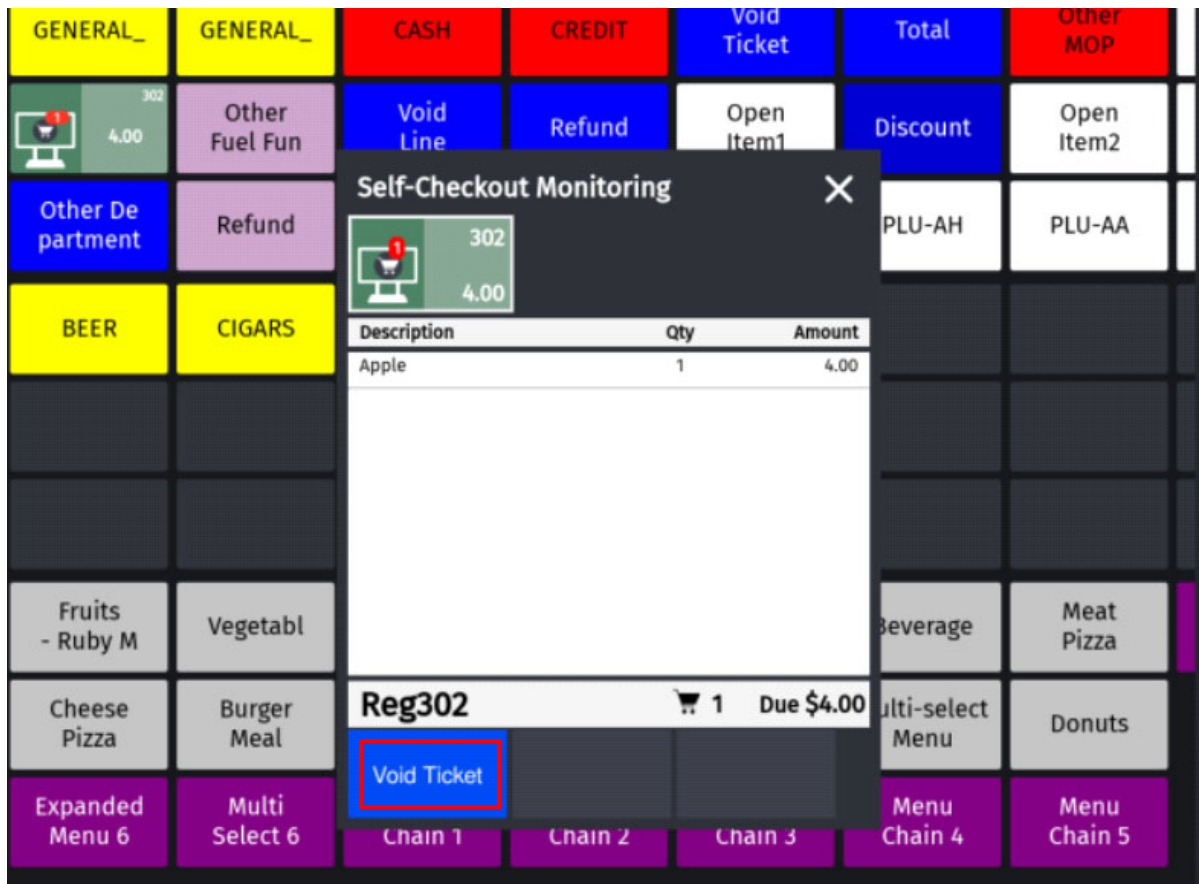 GENERAL_
GENERAL_
CASH
CREDIT
Void
Ticket
Total
Other
MOP
302
1
4.00
Other
Fuel Fun
Void
Line
Refund
Open
Item1
Discount
Open
Item2
Other De
partment
Refund
PLU-AH
PLU-AA
Self-Checkout Monitoring
302
1
4.00
Description Qty Amount
Apple 1 4.00
BEER
CIGARS
Fruits
- Ruby M
Vegetabl
Beverage
Meat
Pizza
Cheese
Pizza
Burger
Meal
Reg302 1 Due $4.00
ulti-select
Menu
Donuts
Void Ticket
Expanded
Menu 6
Multi
Select 6
Chain 1
Chain 2
Chain 3
Menu
Chain 4
Menu
Chain 5